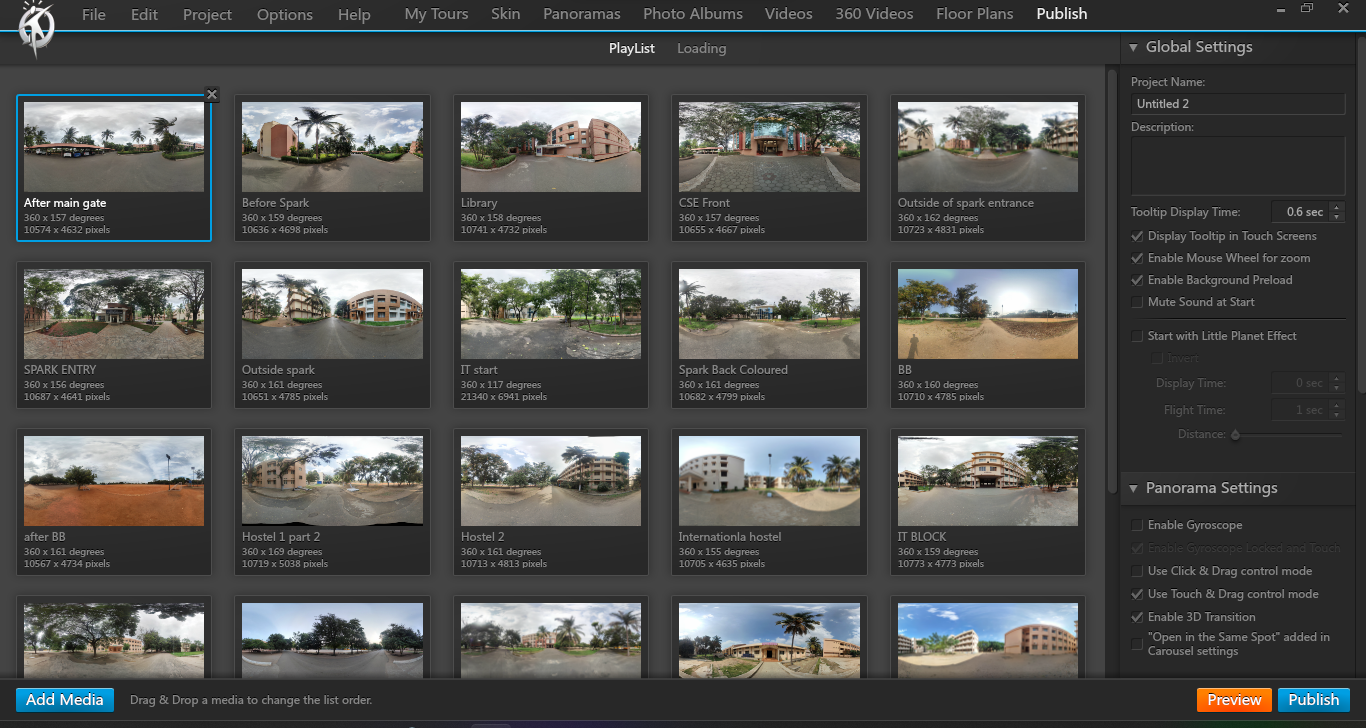 File Edit Project Options Help My Tours Skin Panoramas Photo Albums Videos 360 Videos Floor Plans Publish
PlayList Loading
After main gate
360 x 157 degrees
10574 x 4632 pixels
Before Spark
360 x 159 degrees
10636 x 4698 pixels
Library
360 x 158 degrees
10741 x 4732 pixels
CSE Front
360 x 157 degrees
10655 x 4667 pixels
Outside of spark entrance
360 x 162 degrees
10723 x 4831 pixels
SPARK ENTRY
360 x 156 degrees
10687 x 4641 pixels
Outside spark
360 x 161 degrees
10651 x 4785 pixels
IT start
360 x 117 degrees
21340 x 6941 pixels
Spark Back Coloured
360 x 161 degrees
10682 x 4799 pixels
BB
360 x 160 degrees
10710 x 4785 pixels
after BB
360 x 161 degrees
10567 x 4734 pixels
Hostel 1 part 2
360 x 169 degrees
10719 x 5038 pixels
Hostel 2
360 x 161 degrees
10713 x 4813 pixels
Internationla hostel
360 x 155 degrees
10705 x 4635 pixels
IT BLOCK
360 x 159 degrees
10773 x 4773 pixels
Global Settings
Project Name:
Untitled 2
Description:
Tooltip Display Time: 0.6 sec
Display Tooltip in Touch Screens
Enable Mouse Wheel for zoom
Enable Background Preload
Mute Sound at Start
Start with Little Planet Effect
Invert
Display Time: 0 sec
Flight Time: 1 sec
Distance:
Panorama Settings
Enable Gyroscope
Enable Gyroscope Locked and Touch
Use Click & Drag control mode
Use Touch & Drag control mode
Enable 3D Transition
"Open in the Same Spot" added in
Carousel settings
Add Media Drag & Drop a media to change the list order. Preview Publish